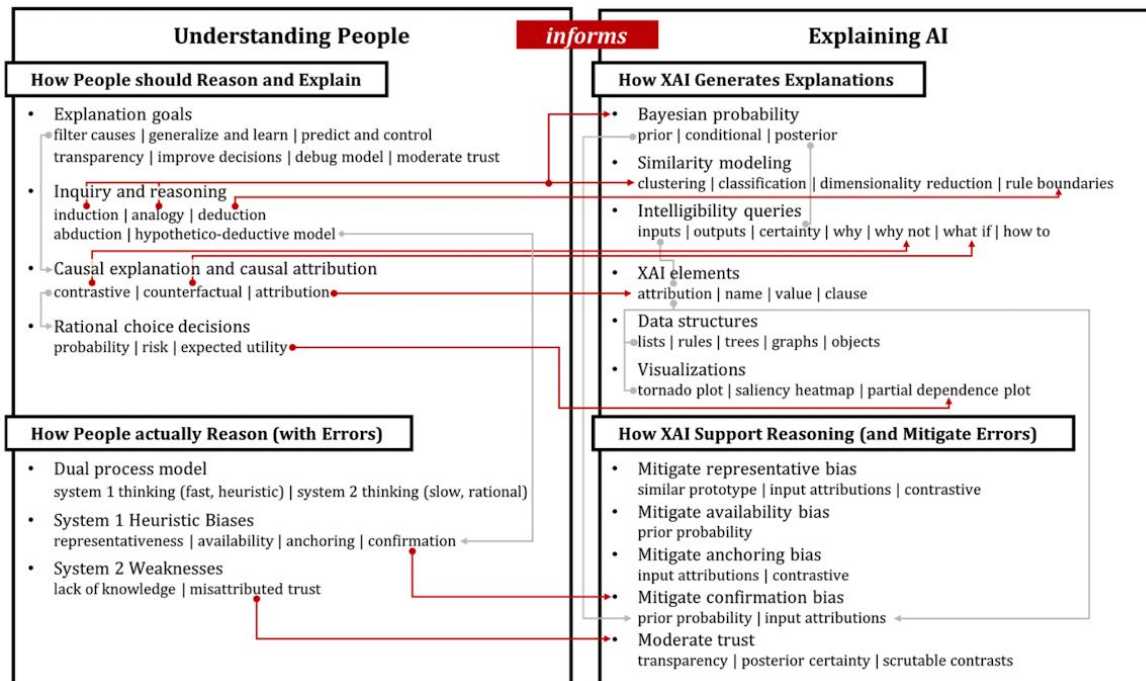 Understanding People
informs
Explaining AI
How People should Reason and Explain
• Explanation goals
filter causes | generalize and learn | predict and control
transparency | improve decisions | debug model | moderate trust
• Inquiry and reasoning
induction | analogy | deduction
abduction | hypothetico-deductive model
• Causal explanation and causal attribution
contrastive | counterfactual | attribution
• Rational choice decisions
probability | risk | expected utility
How People actually Reason (with Errors)
• Dual process model
system 1 thinking (fast, heuristic) | system 2 thinking (slow, rational)
• System 1 Heuristic Biases
representativeness | availability | anchoring | confirmation
• System 2 Weaknesses
lack of knowledge | misattributed trust
How XAI Generates Explanations
• Bayesian probability
prior | conditional | posterior
• Similarity modeling
clustering | classification | dimensionality reduction | rule boundaries
• Intelligibility queries
inputs | outputs | certainty | why | why not | what if | how to
• XAI elements
attribution | name | value | clause
• Data structures
lists | rules | trees | graphs | objects
• Visualizations
tornado plot | saliency heatmap | partial dependence plot
How XAI Support Reasoning (and Mitigate Errors)
• Mitigate representative bias
similar prototype | input attributions | contrastive
• Mitigate availability bias
prior probability
• Mitigate anchoring bias
input attributions | contrastive
• Mitigate confirmation bias
prior probability | input attributions
• Moderate trust
transparency | posterior certainty | scrutable contrasts